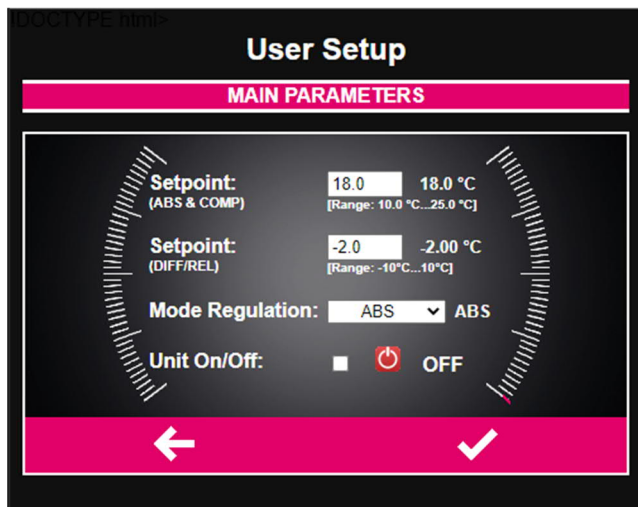 !DOCTYPE html>
User Setup
MAIN PARAMETERS
Setpoint: 18.0 18.0 °C
(ABS & COMP) [Range: 10.0 °C...25.0 °C]
Setpoint: -2.0 -2.00 °C
(DIFF/REL) [Range: -10°C...10°C]
Mode Regulation: ABS ABS
Unit On/Off: OFF